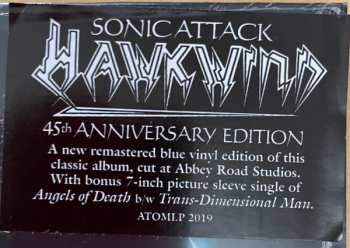 SONIC ATTACK
HAWKWIND
45th ANNIVERSARY EDITION
A new remastered blue vinyl edition of this
classic album, cut at Abbey Road Studios.
With bonus 7-inch picture sleeve single of
Angels of Death b/w Trans-Dimensional Man.
ATOMLP 2019